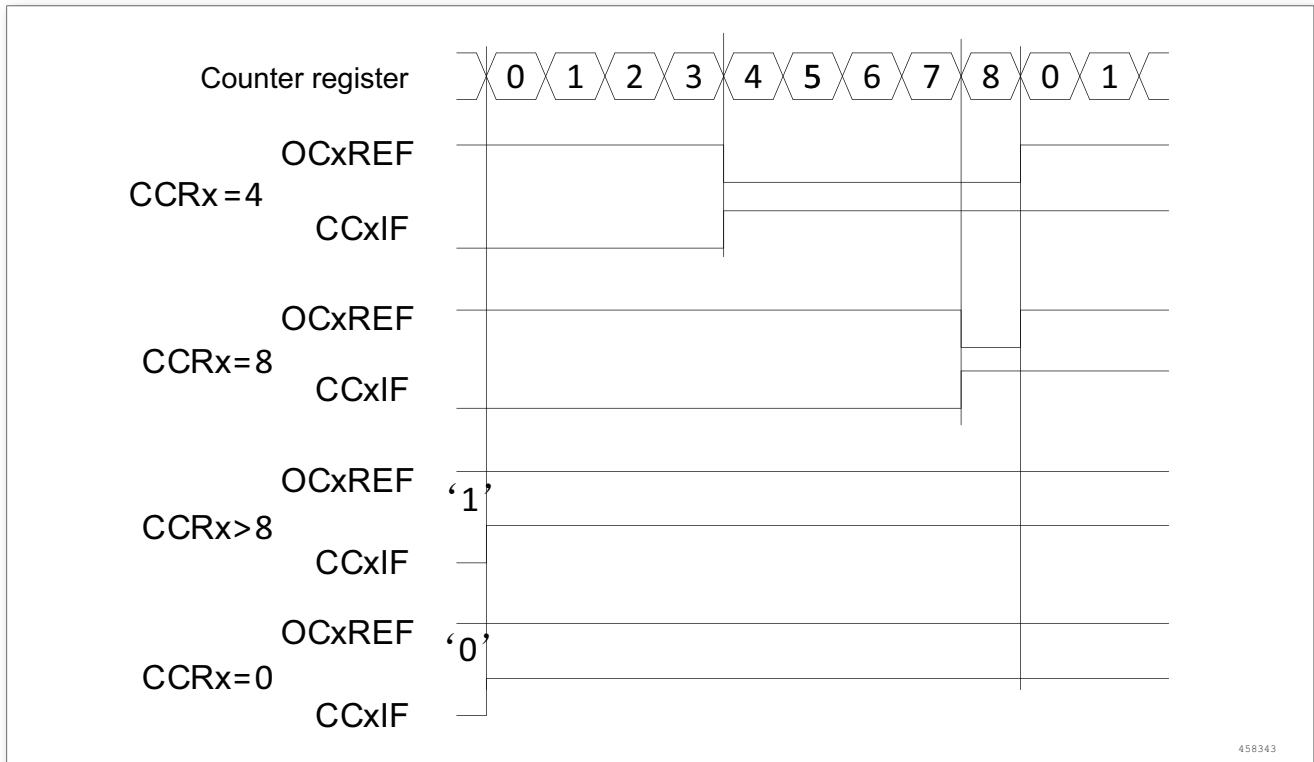 Counter register 0 1 2 3 4 5 6 7 8 0 1
OCxREF
CCRx=4
CCxIF
OCxREF
CCRx=8
CCxIF
OCxREF ‘1’
CCRx>8
CCxIF
OCxREF ‘0’
CCRx=0
CCxIF
458343